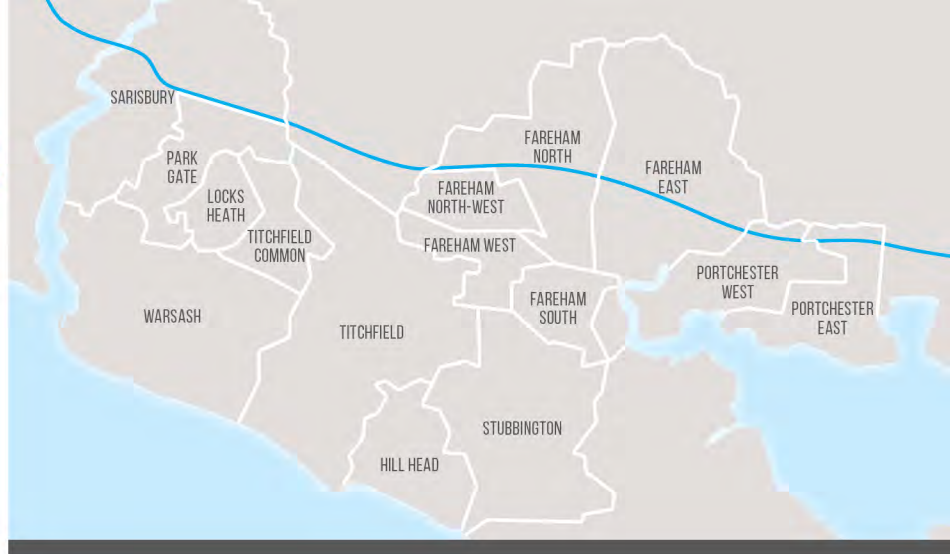 SARISBURY
PARK
GATE
LOCKS
HEATH
TITCHFIELD
COMMON
WARSASH
TITCHFIELD
FAREHAM
NORTH
FAREHAM
EAST
FAREHAM
NORTH-WEST
FAREHAM WEST
FAREHAM
SOUTH
PORTCHESTER
WEST
PORTCHESTER
EAST
STUBBINGTON
HILL HEAD